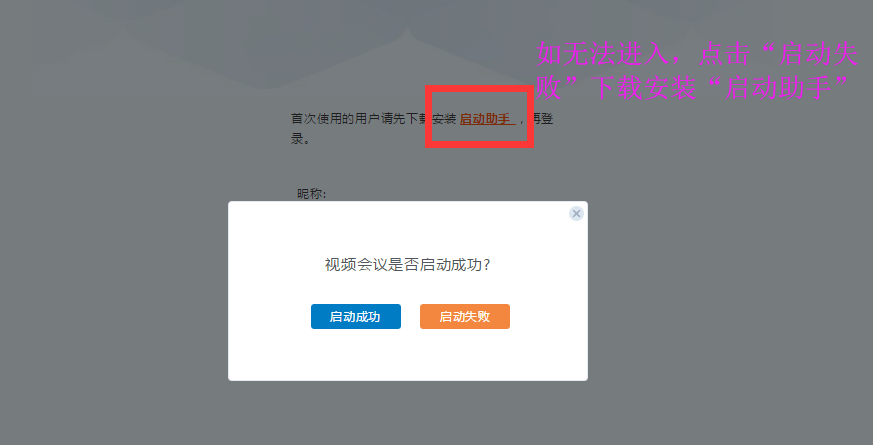 如无法进入，点击“启动失
败”下载安装“启动助手”
首次使用的用户请先下载安装 启动助手 ，再登
录。
昵称:
视频会议是否启动成功?
启动成功 启动失败